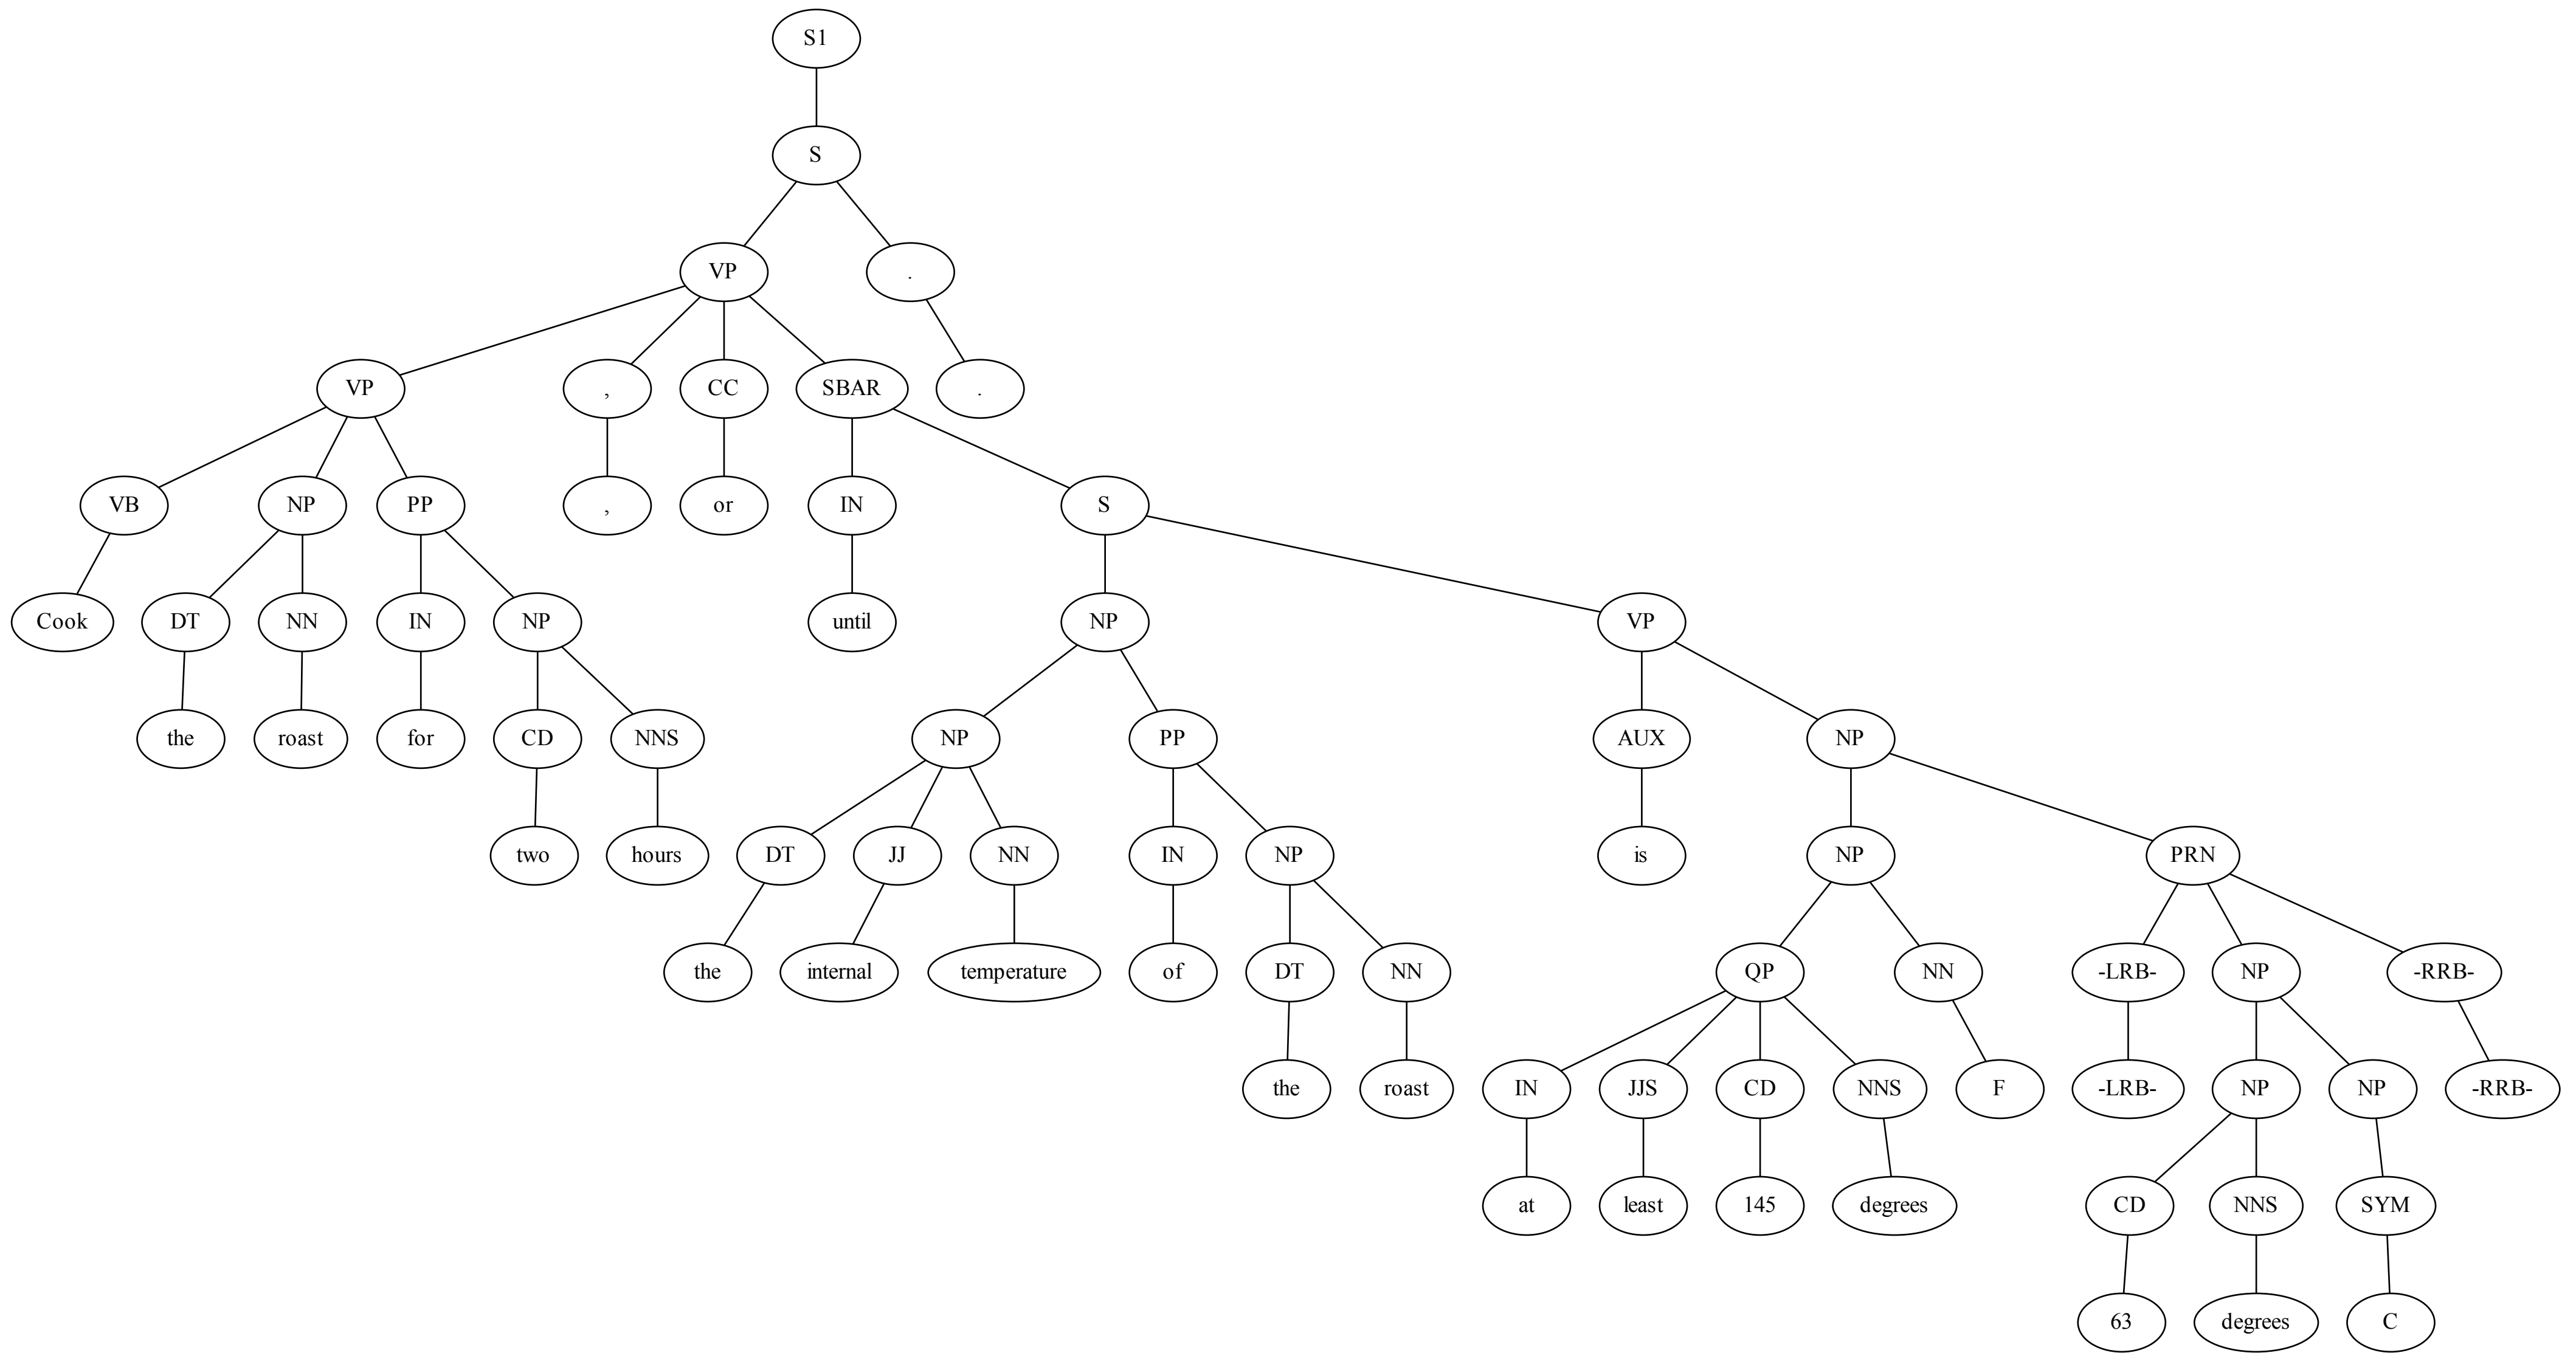 S1
S
VP .
VP , CC SBAR .
VB NP PP , or IN S
Cook DT NN IN NP until NP VP
the roast for CD NNS NP PP AUX NP
two hours DT JJ NN IN NP is NP PRN
the internal temperature of DT NN QP NN -LRB- NP -RRB-
the roast IN JJS CD NNS F -LRB- NP NP -RRB-
at least 145 degrees CD NNS SYM
63 degrees C